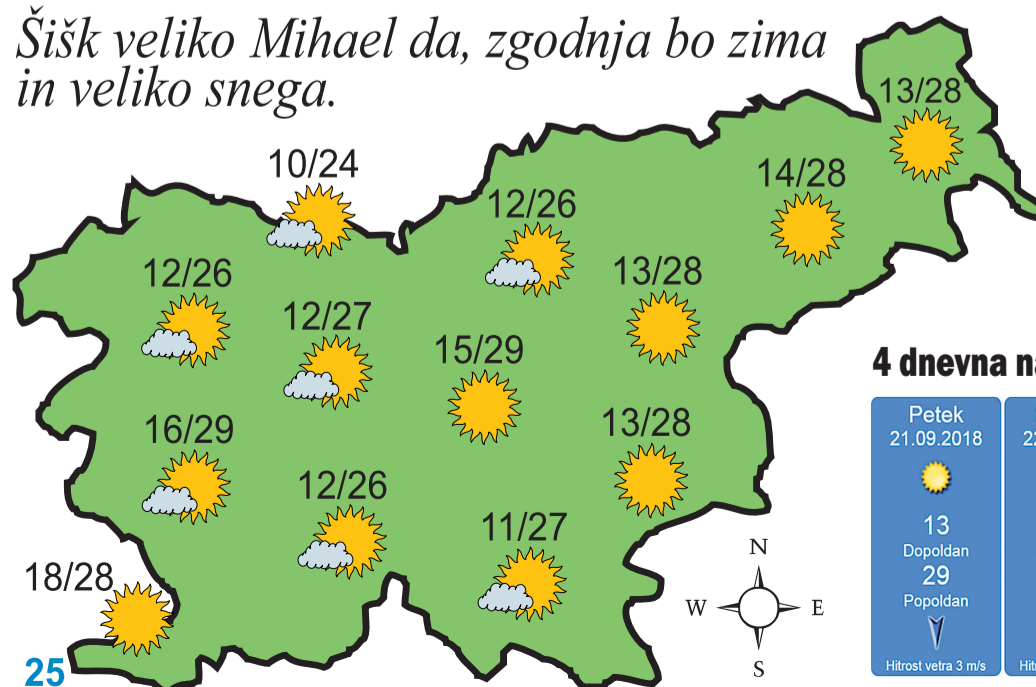 Šišk veliko Mihael da, zgodnja bo zima
in veliko snega.
13/28
10/24
14/28
12/26
12/26
13/28
12/27
15/29
16/29
13/28
12/26
11/27
18/28
25
N
W E
S
4 dnevna
Petek
21.09.2018
13
Dopoldan
29
Popoldan
Hitrost vetra 3 m/s